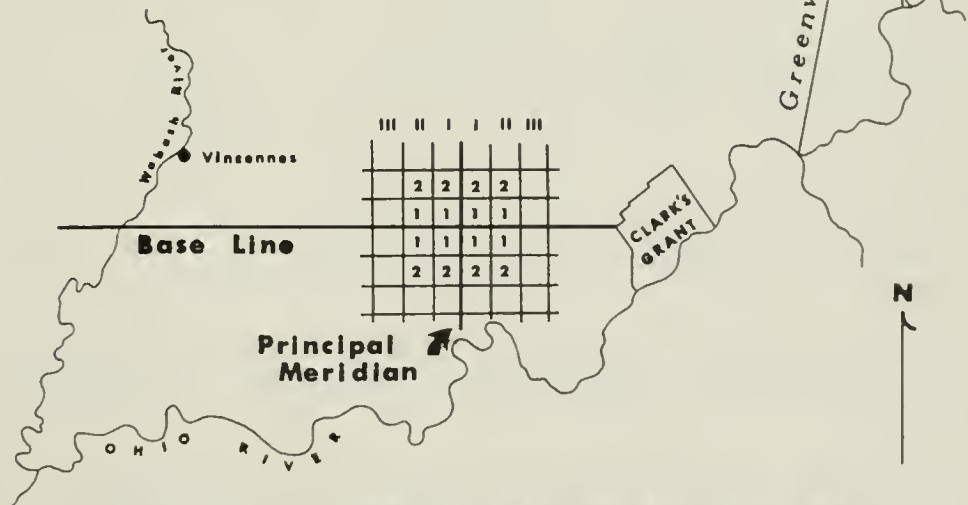 Greenv
Wabash River
Vincennes
III II I I II III
2 2 2 2
1 1 1 1
Base Line
1 1 1 1
2 2 2 2
CLARK'S
GRANT
N
Principal
Meridian
OHIO RIVER